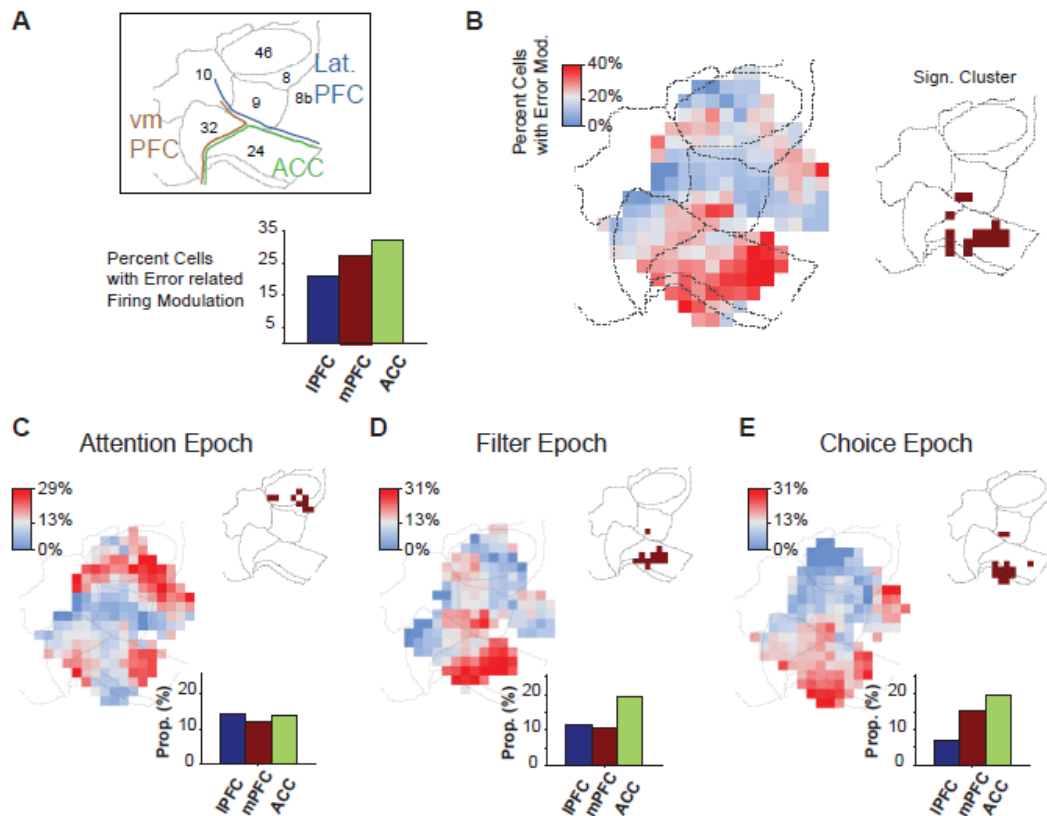 A
46
10
8
Lat.
PFC
9
8b
vm
PFC
32
24
ACC
Percent Cells
with Error related
Firing Modulation
35
25
15
5
lPFC
mPFC
ACC
B
Percent Cells
with Error Mod.
40%
20%
0%
Sign. Cluster
C
Attention Epoch
29%
13%
0%
Prop. (%)
20
10
0
lPFC
mPFC
ACC
D
Filter Epoch
31%
13%
0%
Prop. (%)
20
10
0
lPFC
mPFC
ACC
E
Choice Epoch
31%
13%
0%
Prop. (%)
20
10
0
lPFC
mPFC
ACC